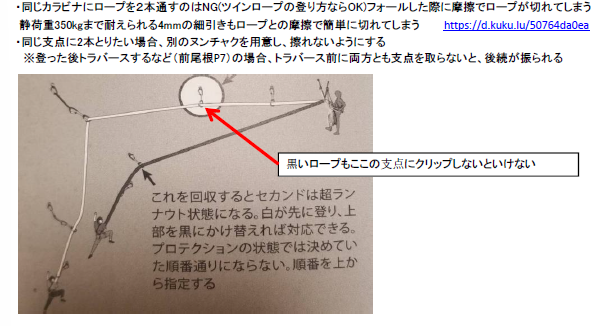 ・同じカラビナにロープを2本通すのはNG(ツインロープの登り方ならOK)フォールした際に摩擦でロープが切れてしまう
静荷重350kgまで耐えられる4mmの細引きもロープとの摩擦で簡単に切れてしまう https://d.kuku.lu/50764da0ea
・同じ支点に2本とりたい場合、別のヌンチャクを用意し、擦れないようにする
※登った後トラバースするなど(前尾根P7)の場合、トラバース前に両方とも支点を取らないと、後続が振られる
黒いロープもここの支点にクリップしないといけない
これを回収するとセカンドは超ラン
ナウト状態になる。白が先に登り、上
部を黒にかけ替えれば対応できる。
プロテクションの状態では決めてい
た順番通りにならない。順番を上か
ら指定する